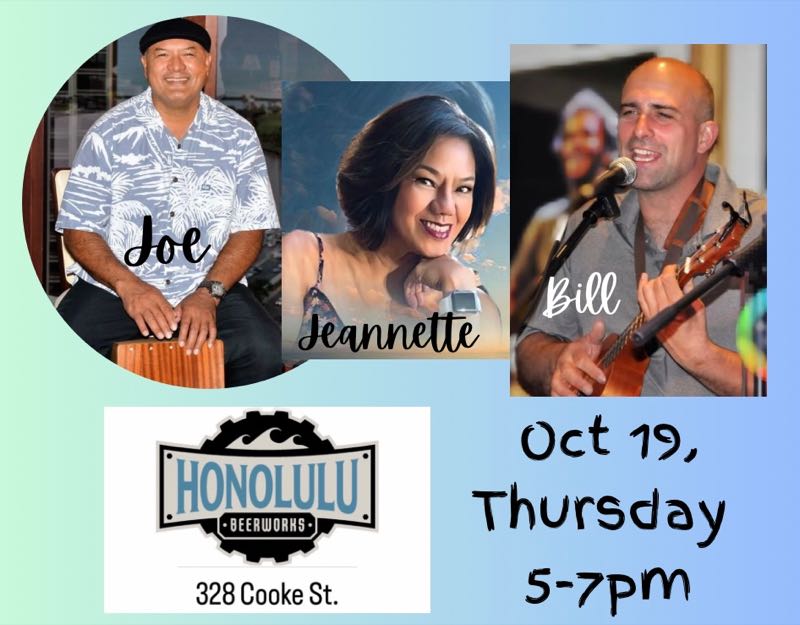 Joe
Jeannette
Bill
HONOLULU
BEERWORKS
328 Cooke St.
Oct 19,
Thursday
5-7pm